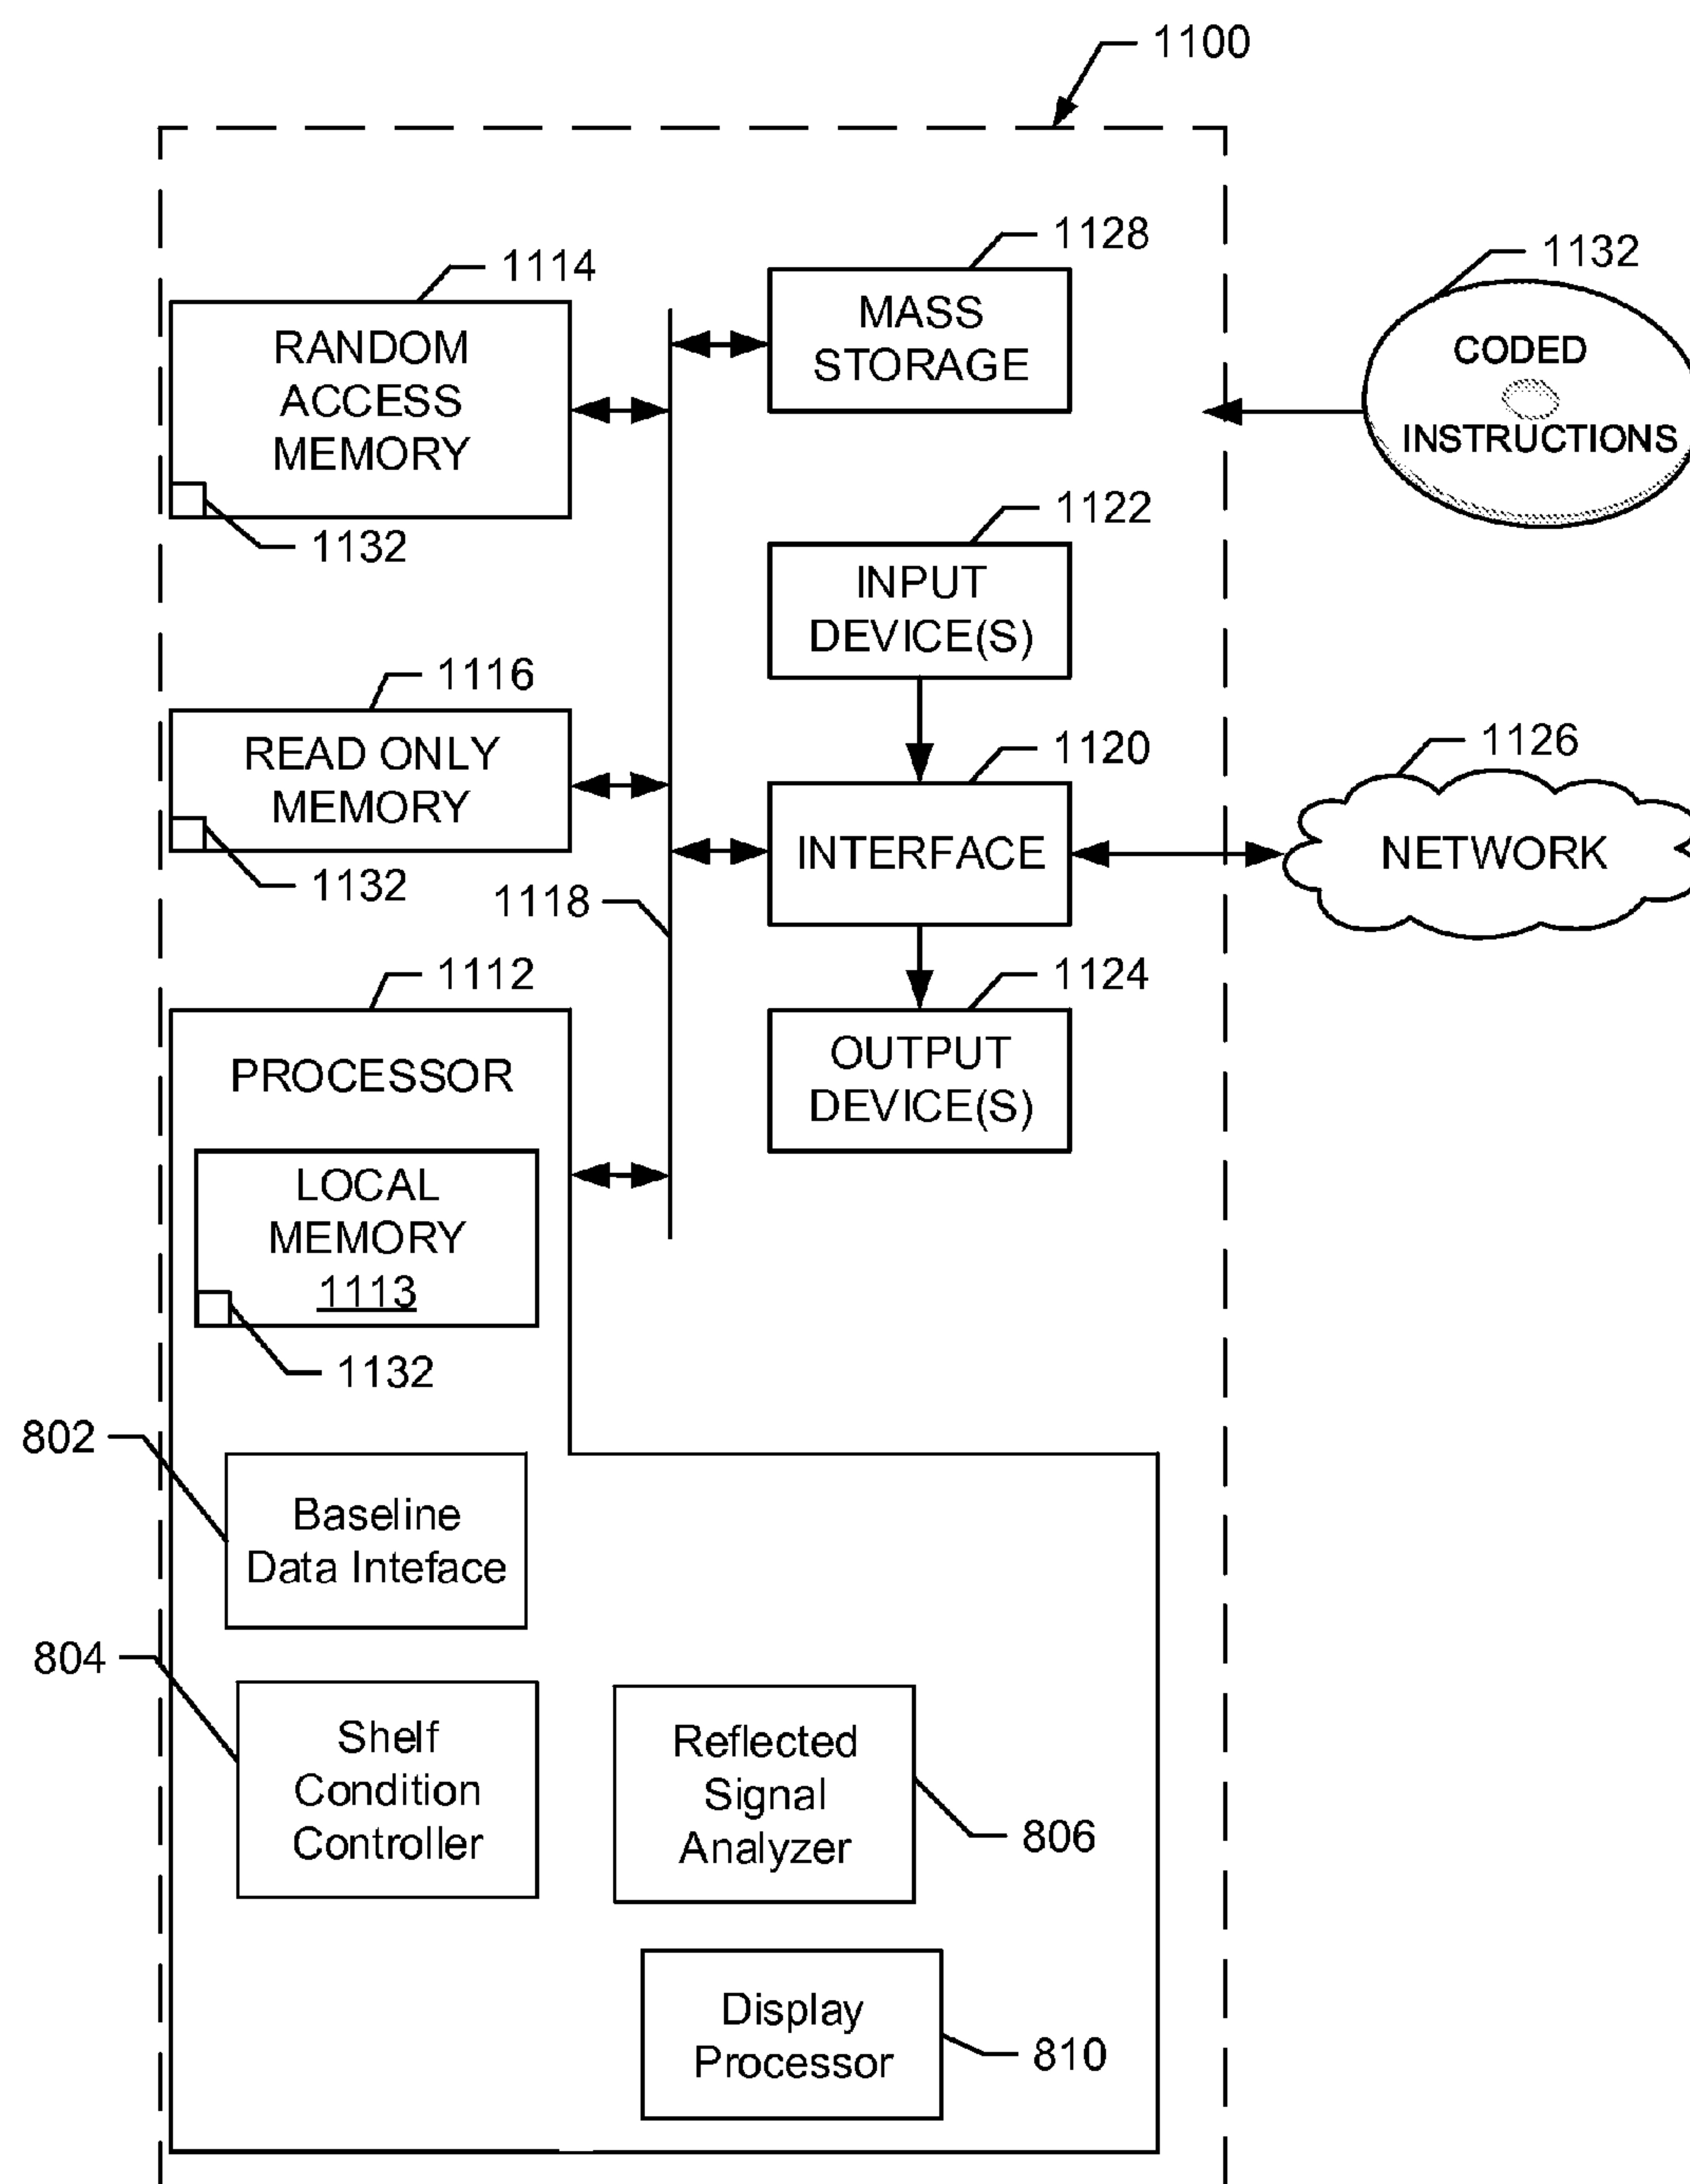 1100
1128
1114
1132
MASS
STORAGE
RANDOM
ACCESS
MEMORY
CODED
INSTRUCTIONS
1132
1122
INPUT
DEVICE(S)
1116
READ ONLY
MEMORY
1132
1120
INTERFACE
1126
NETWORK
1118
1112
PROCESSOR
1124
OUTPUT
DEVICE(S)
LOCAL
MEMORY
1113
1132
802
Baseline
Data Inteface
804
Shelf
Condition
Controller
Reflected
Signal
Analyzer
806
Display
Processor
810